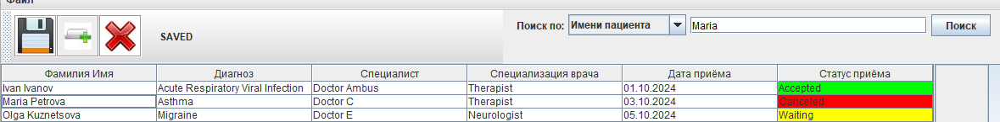 Файл
SAVED
Поиск по: Имени пациента Maria Поиск
Фамилия Имя Диагноз Специалист Специализация врача Дата приёма Статус приёма
Ivan Ivanov Acute Respiratory Viral Infection Doctor Ambus Therapist 01.10.2024 Accepted
Maria Petrova Asthma Doctor C Therapist 03.10.2024 Canceled
Olga Kuznetsova Migraine Doctor E Neurologist 05.10.2024 Waiting